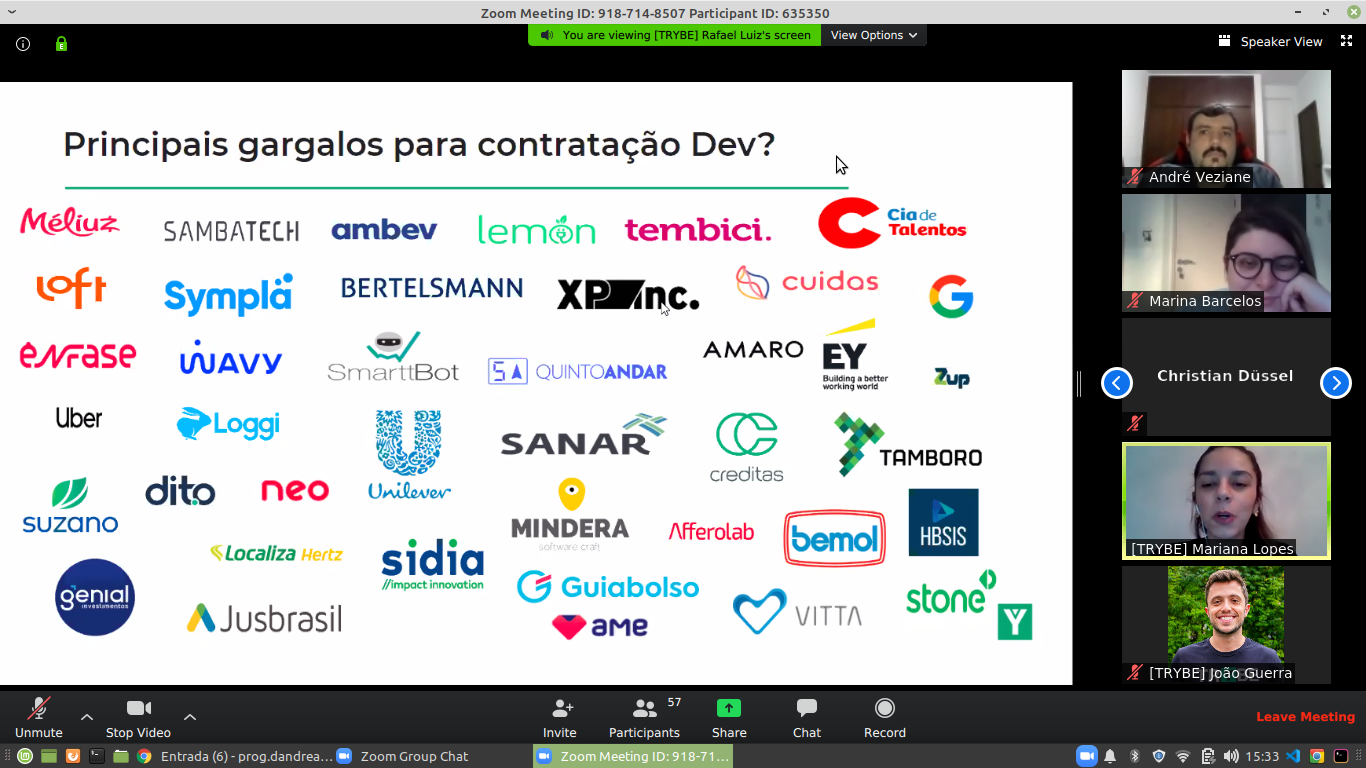 Zoom Meeting ID: 918-714-8507 Participant ID: 635350
You are viewing [TRYBE] Rafael Luiz's screen
View Options
Speaker View
Principais gargalos para contratação Dev?
Méliuz
SAMBATECH
ambev
lemon
tembici.
Cia de
Talentos
loft
Sympla
BERTELSMANN
XP inc.
cuidas
G
ênfase
WAVY
SmarttBot
5A QUINTOANDAR
AMARO
EY
Building a better
working world
Zup
Uber
Loggi
U
Unilever
SANAR
creditas
TAMBORO
suzano
dito
neo
MINDERA
software craft
Afferolab
bemol
HBSIS
Localiza Hertz
sidia
//impact innovation
genial
investimentos
Jusbrasil
Guiabolso
ame
VITTA
stone
Y
André Veziane
Marina Barcelos
Christian Düssel
[TRYBE] Mariana Lopes
[TRYBE] João Guerra
Unmute
Stop Video
Invite
Participants
57
Share
Chat
Record
Leave Meeting
Entrada (6) - prog.dandrea...
Zoom Group Chat
Zoom Meeting ID: 918-71...
15:33